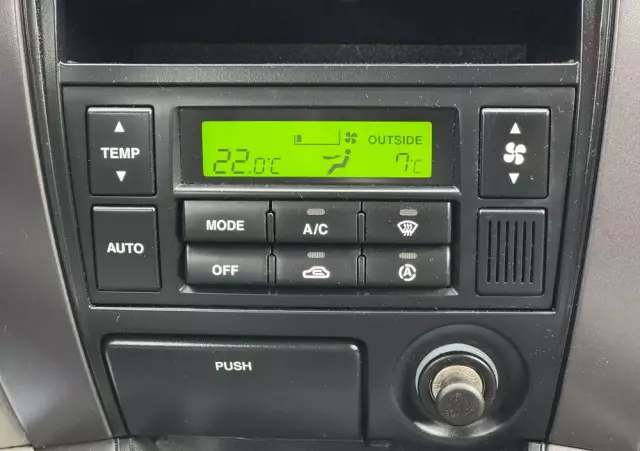 OUTSIDE
22.0°C 7°C
TEMP
AUTO
MODE A/C
OFF A
PUSH